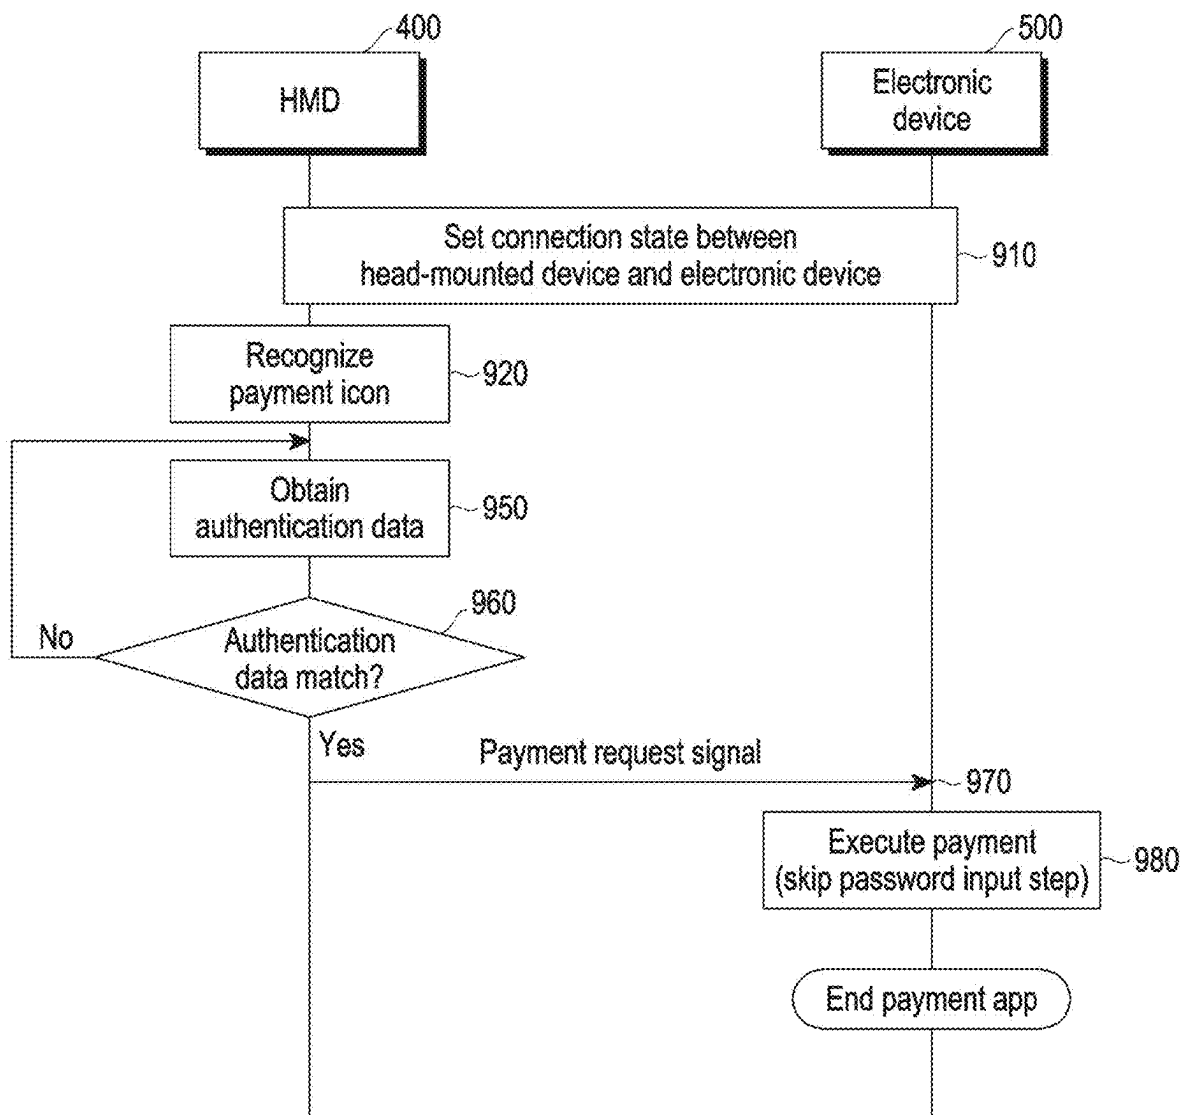 400
500
HMD
Electronic
device
Set connection state between
head-mounted device and electronic device
910
Recognize
payment icon
920
Obtain
authentication data
950
960
No
Authentication
data match?
Yes
Payment request signal
970
Execute payment
(skip password input step)
980
End payment app